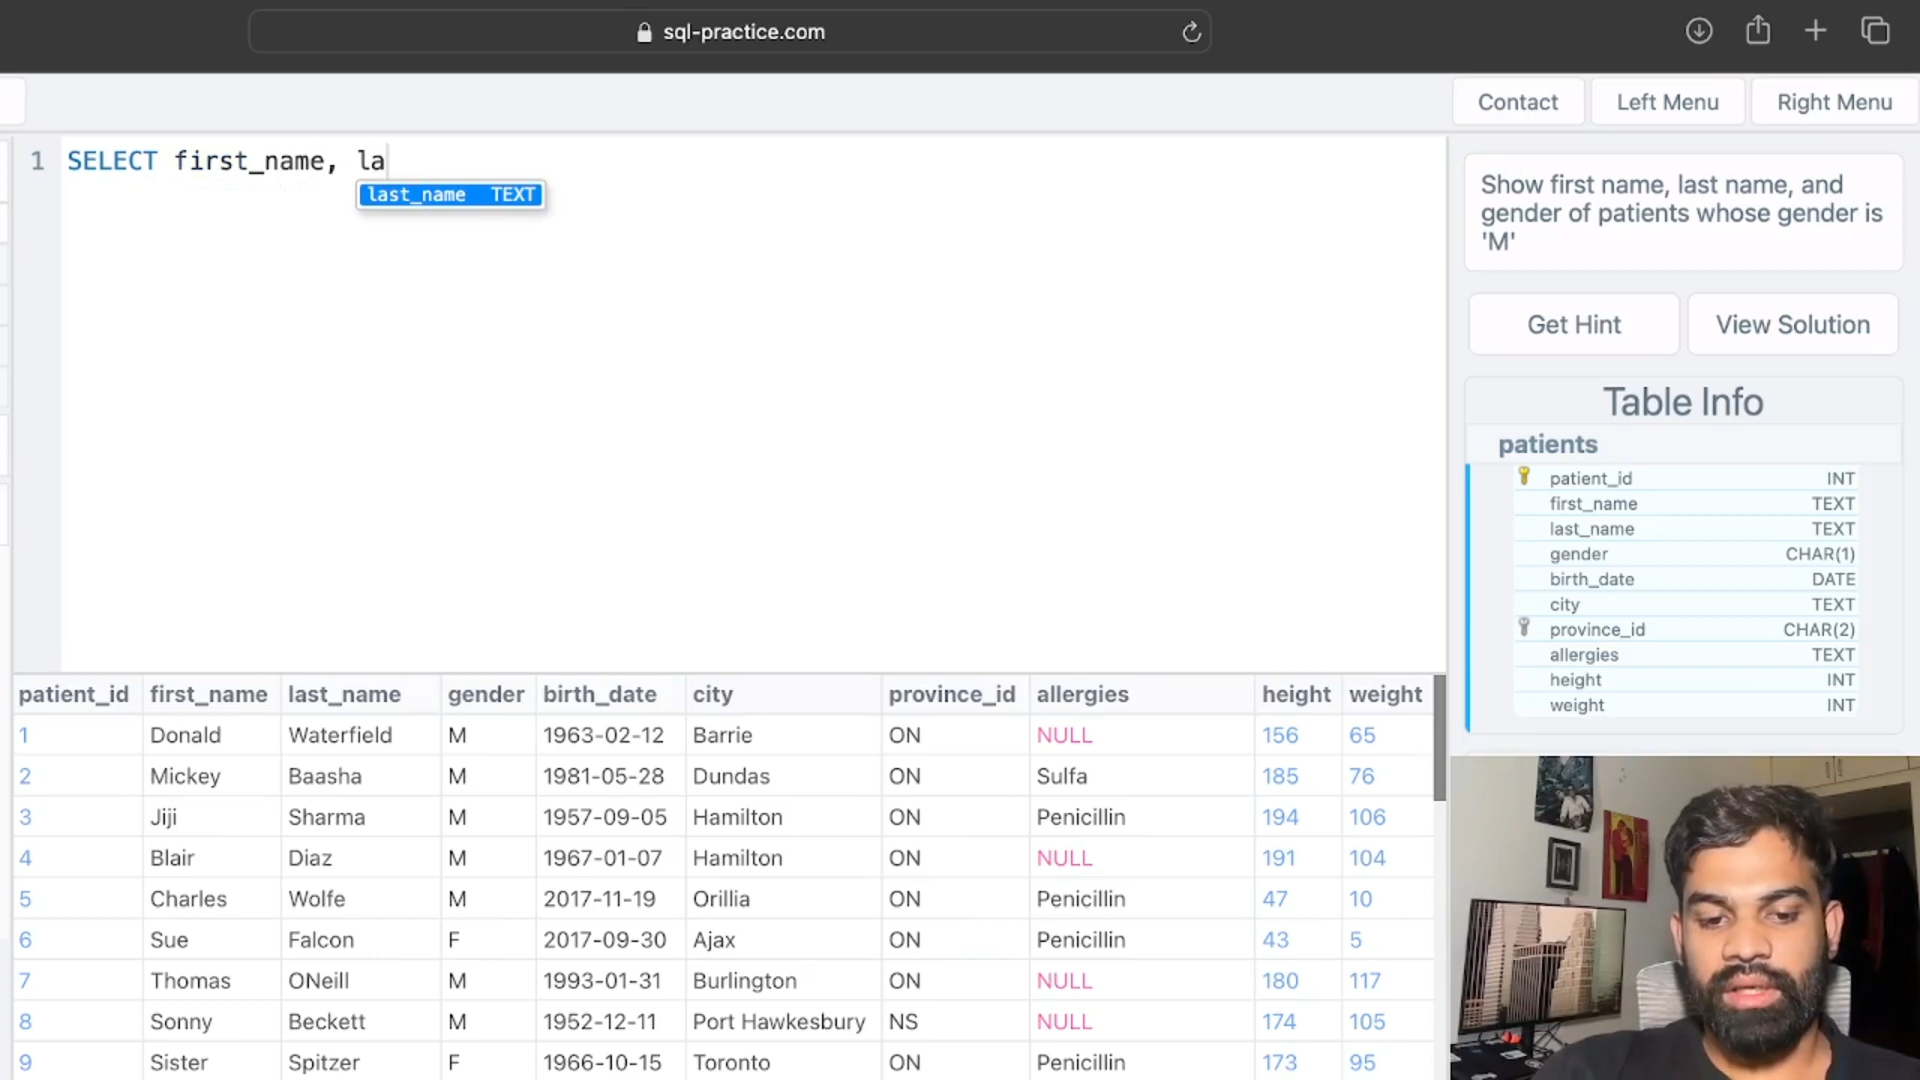 sql-practice.com
Contact Left Menu Right Menu
1 SELECT first_name, la
last_name TEXT
Show first name, last name, and
gender of patients whose gender is
'M'
Get Hint View Solution
Table Info
patients
patient_id INT
first_name TEXT
last_name TEXT
gender CHAR(1)
birth_date DATE
city TEXT
province_id CHAR(2)
allergies TEXT
height INT
weight INT
patient_id first_name last_name gender birth_date city province_id allergies height weight
1 Donald Waterfield M 1963-02-12 Barrie ON NULL 156 65
2 Mickey Baasha M 1981-05-28 Dundas ON Sulfa 185 76
3 Jiji Sharma M 1957-09-05 Hamilton ON Penicillin 194 106
4 Blair Diaz M 1967-01-07 Hamilton ON NULL 191 104
5 Charles Wolfe M 2017-11-19 Orillia ON Penicillin 47 10
6 Sue Falcon F 2017-09-30 Ajax ON Penicillin 43 5
7 Thomas ONeill M 1993-01-31 Burlington ON NULL 180 117
8 Sonny Beckett M 1952-12-11 Port Hawkesbury NS NULL 174 105
9 Sister Spitzer F 1966-10-15 Toronto ON Penicillin 173 95